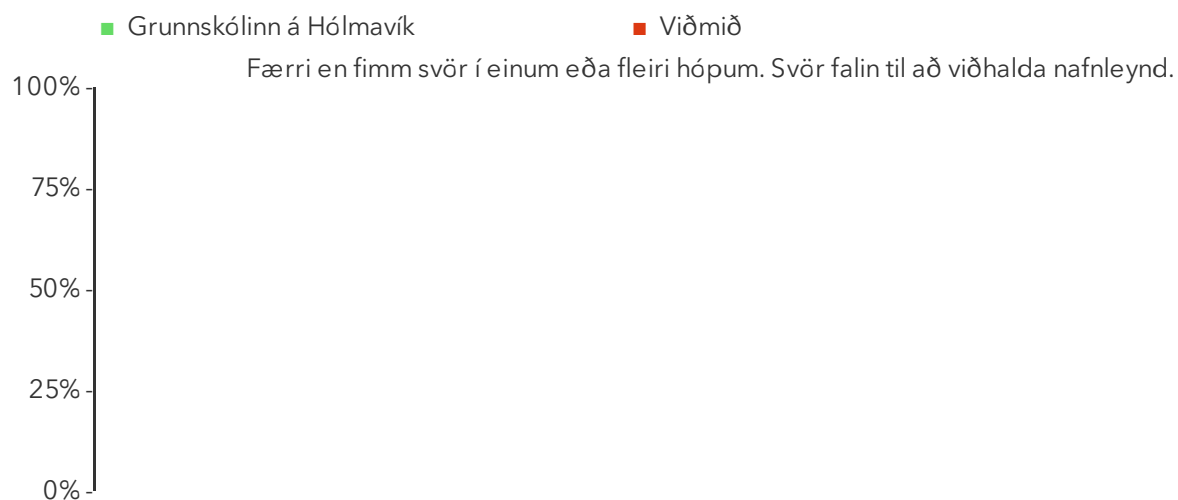 Grunnskólinn á Hólmavík
Viðmið
Færri en fimm svör í einum eða fleiri hópum. Svör falin til að viðhalda nafnleynd.
100%
75%
50%
25%
0%